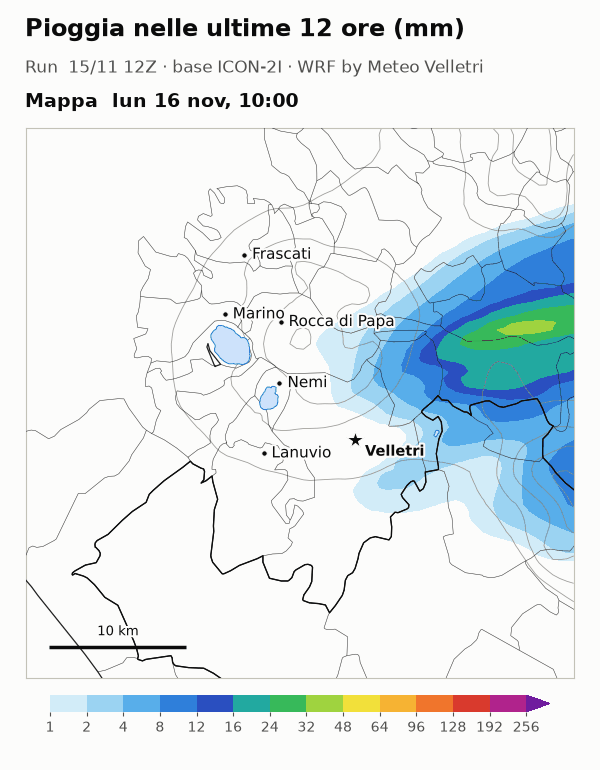 Pioggia nelle ultime 12 ore (mm)
Run 15/11 12Z · base ICON-2I · WRF by Meteo Velletri
Mappa lun 16 nov, 10:00
Frascati
Marino
Rocca di Papa
Nemi
Velletri
Lanuvio
10 km
1 2 4 8 12 16 24 32 48 64 96 128 192 256